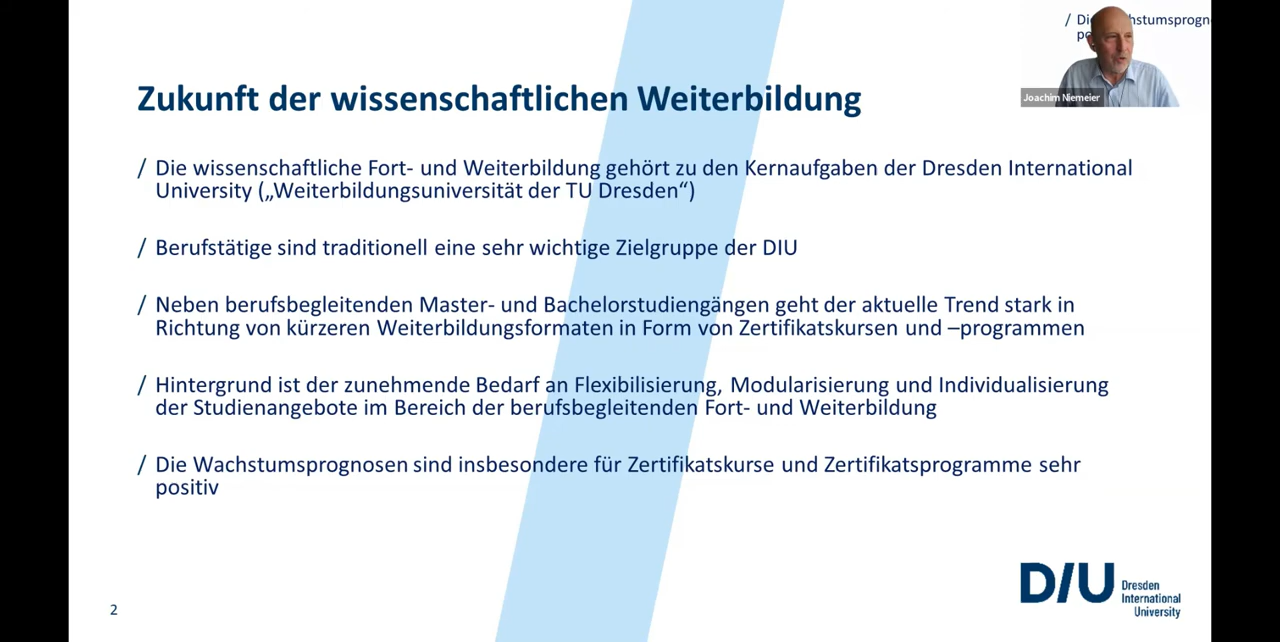 / Die Wachstumsprogn
po
Joachim Niemeier
Zukunft der wissenschaftlichen Weiterbildung
/ Die wissenschaftliche Fort- und Weiterbildung gehört zu den Kernaufgaben der Dresden International
University („Weiterbildungsuniversität der TU Dresden“)
/ Berufstätige sind traditionell eine sehr wichtige Zielgruppe der DIU
/ Neben berufsbegleitenden Master- und Bachelorstudiengängen geht der aktuelle Trend stark in
Richtung von kürzeren Weiterbildungsformaten in Form von Zertifikatskursen und –programmen
/ Hintergrund ist der zunehmende Bedarf an Flexibilisierung, Modularisierung und Individualisierung
der Studienangebote im Bereich der berufsbegleitenden Fort- und Weiterbildung
/ Die Wachstumsprognosen sind insbesondere für Zertifikatskurse und Zertifikatsprogramme sehr
positiv
2
DIU
Dresden
International
University